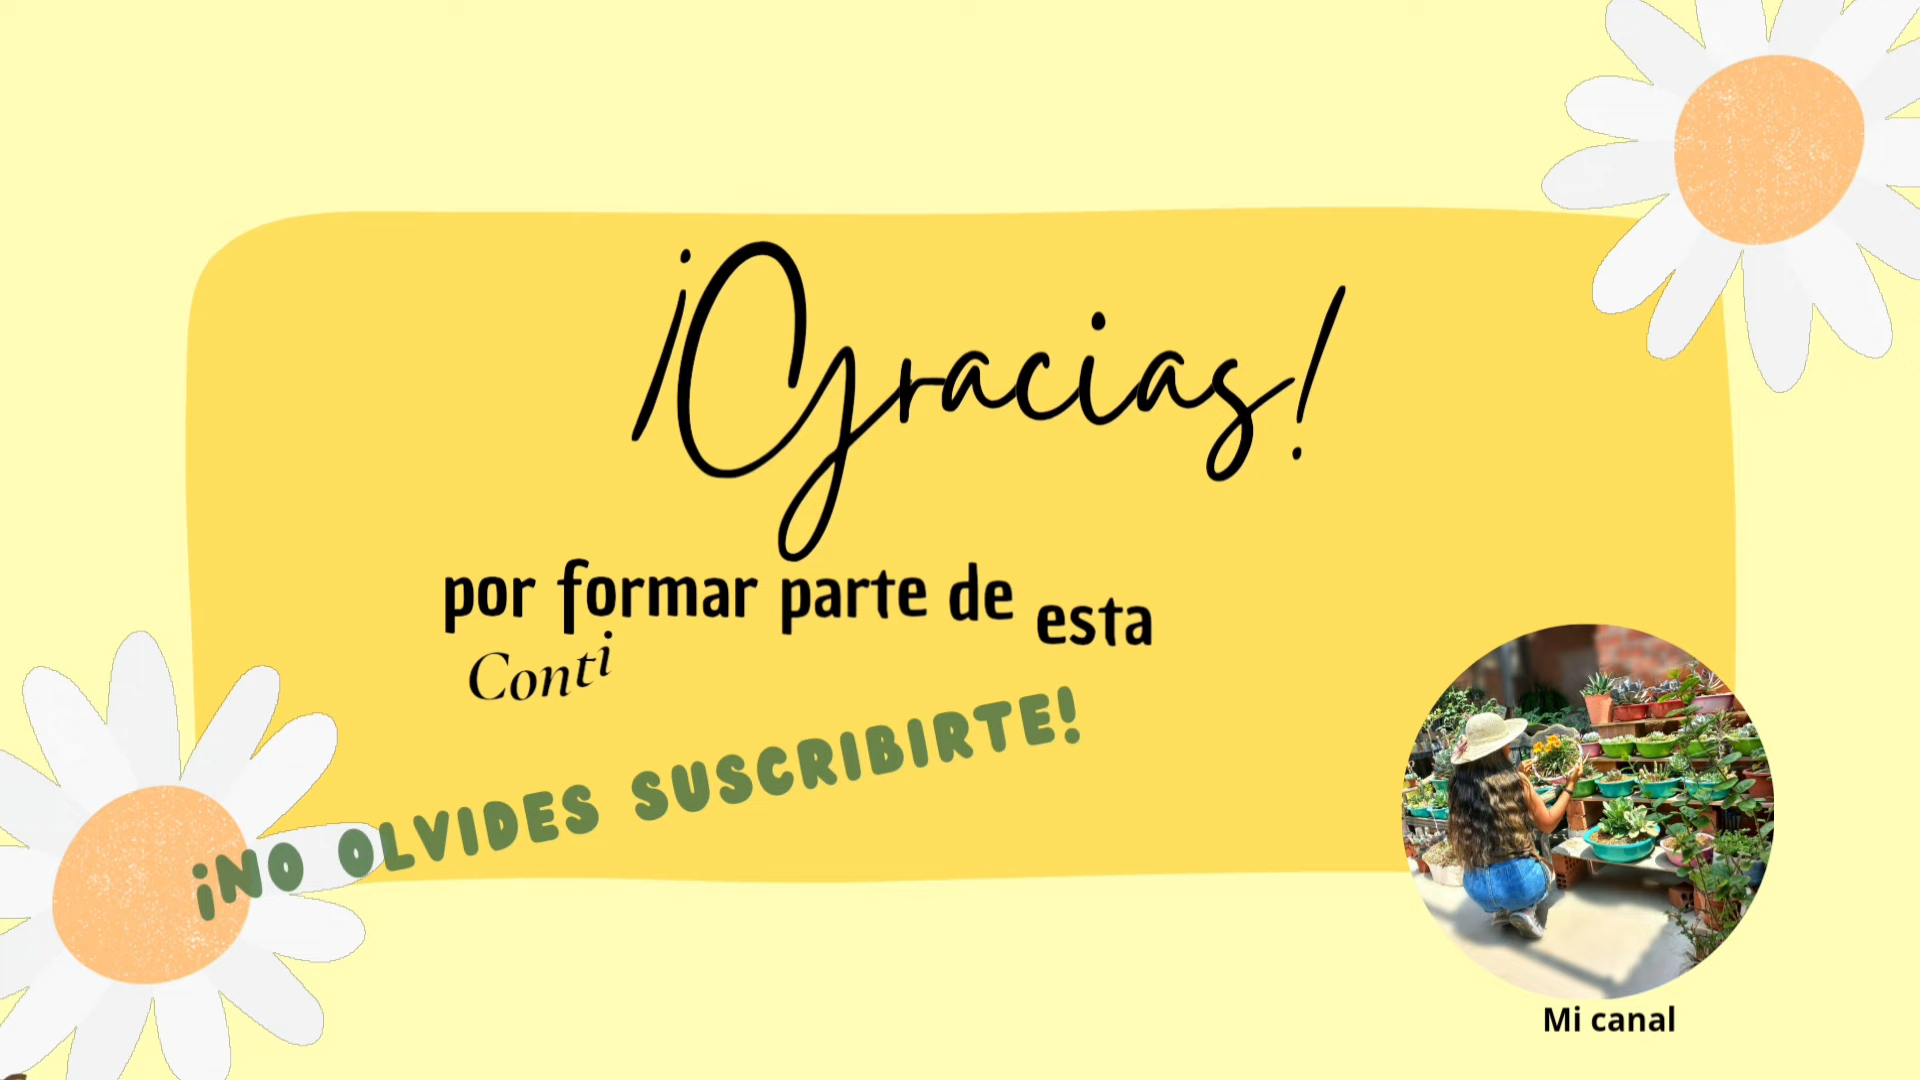 ¡Gracias!
por formar parte de esta
Conti
¡NO OLVIDES SUSCRIBIRTE!
Mi canal